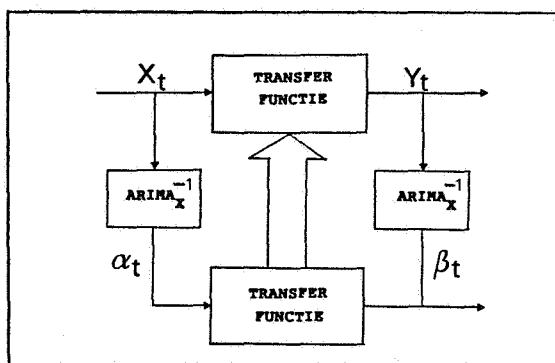 X_t
TRANSFER
FUNCTIE
Y_t
ARIMA_X^{-1}
ARIMA_X^{-1}
α_t
β_t
TRANSFER
FUNCTIE